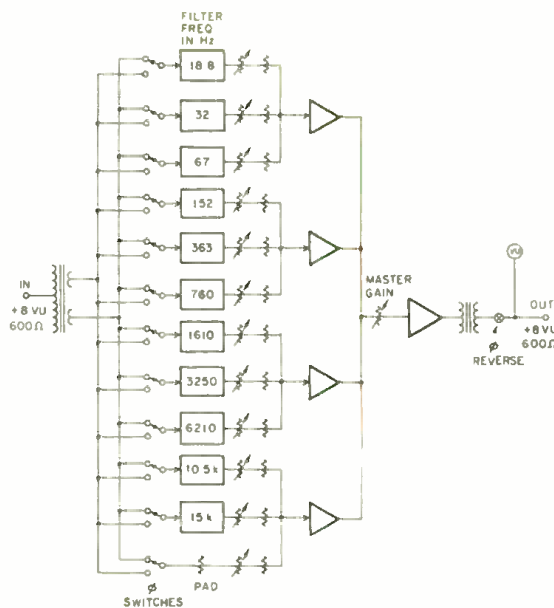 FILTER
FREQ
IN Hz
18.8
32
67
152
363
760
1610
3250
6210
10.5k
15k
PAD
Φ
SWITCHES
IN
+8 VU
600Ω
MASTER
GAIN
VU
OUT
+8 VU
600Ω
Φ
REVERSE